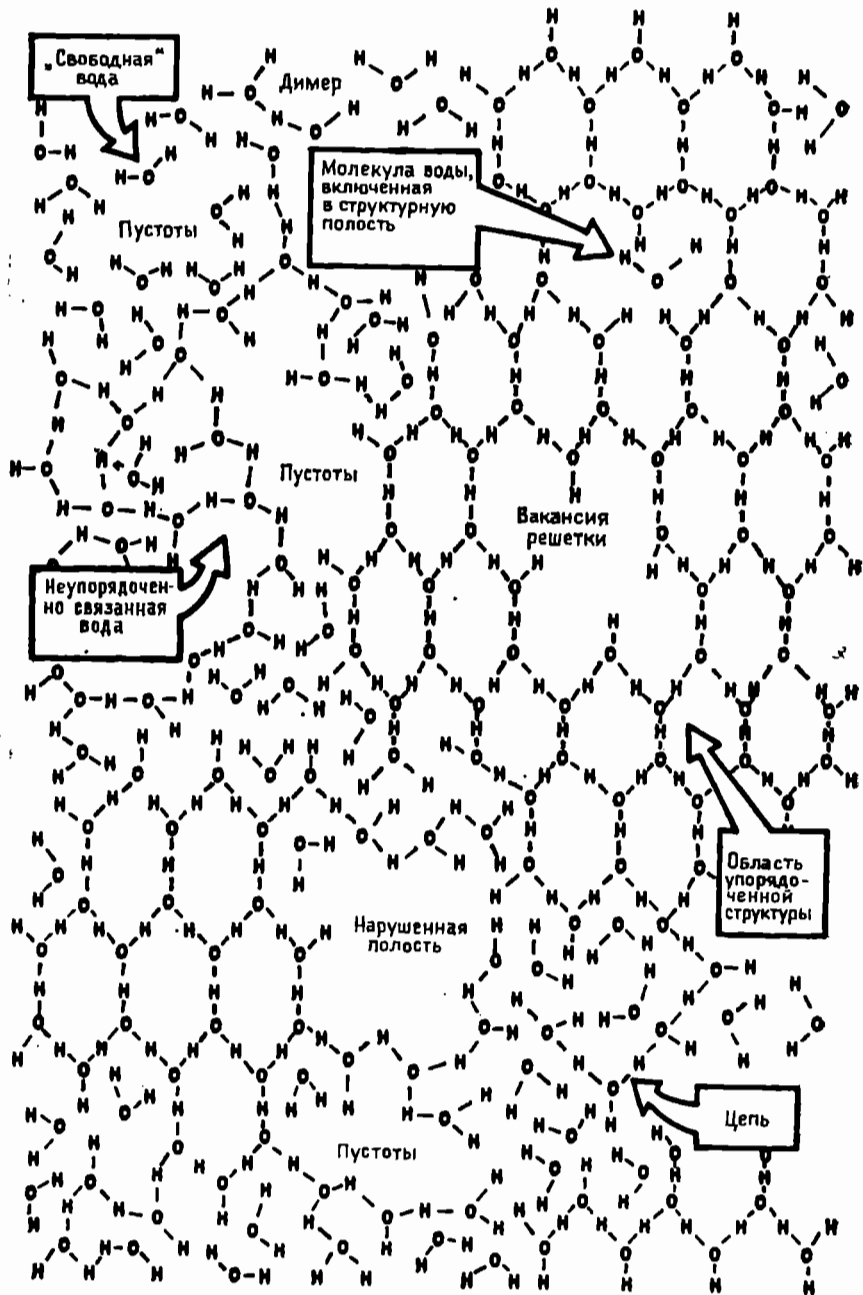 „Свободная"
вода
Димер
Молекула воды,
включенная
в структурную
полость
Пустоты
Пустоты
Вакансия
решетки
Неупорядочен-
но связанная
вода
Область
упорядо-
ченной
структуры
Нарушенная
полость
Цепь
Пустоты